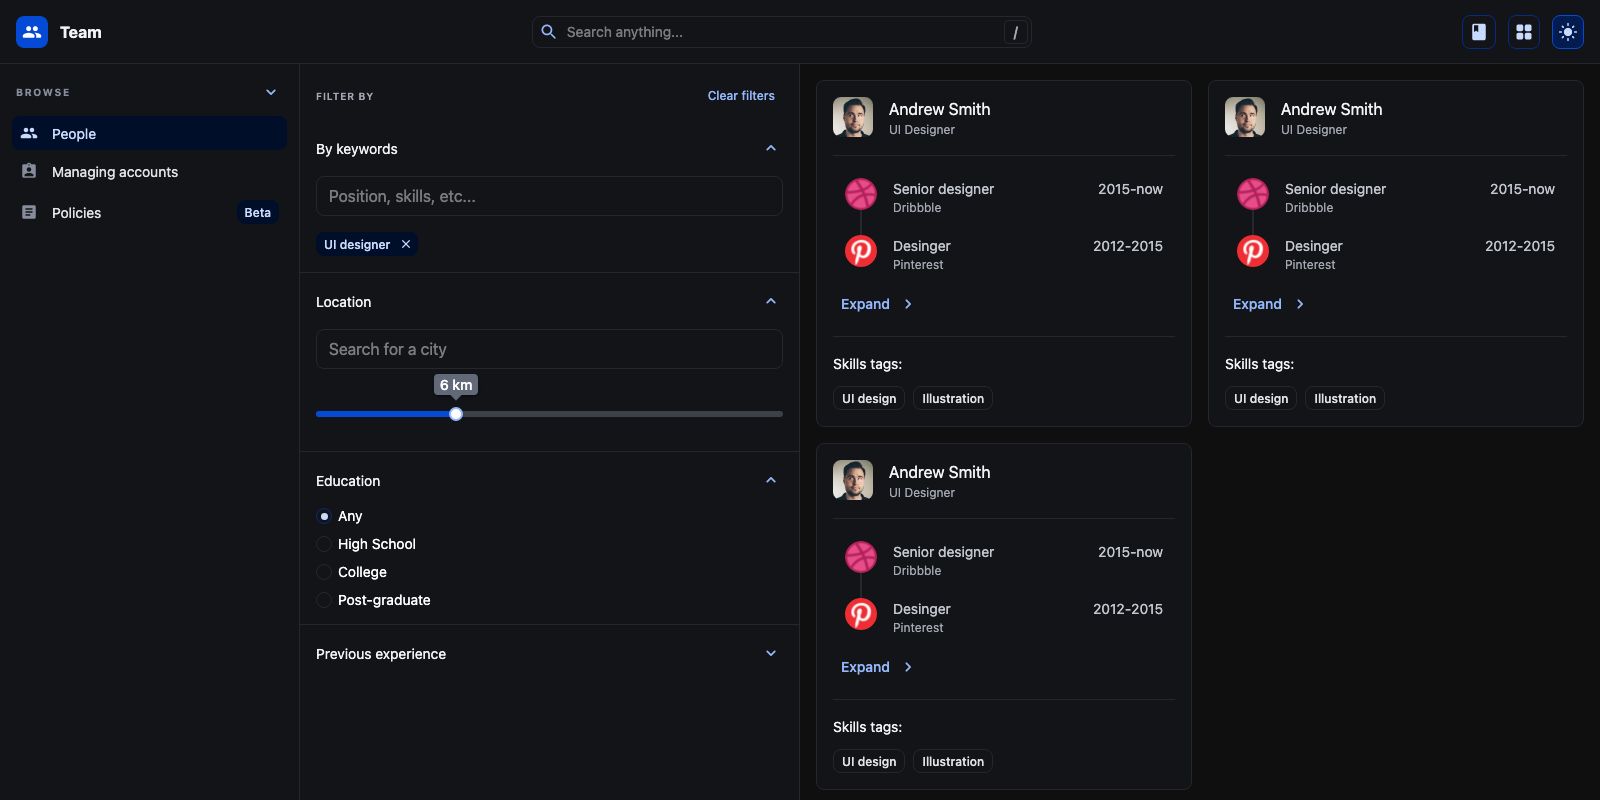 Team
Search anything...
/
BROWSE
People
Managing accounts
Policies
Beta
FILTER BY
Clear filters
By keywords
Position, skills, etc...
UI designer
Location
Search for a city
6 km
Education
Any
High School
College
Post-graduate
Previous experience
Andrew Smith
UI Designer
Senior designer
2015-now
Dribbble
Desinger
2012-2015
Pinterest
Expand
Skills tags:
UI design
Illustration
Andrew Smith
UI Designer
Senior designer
2015-now
Dribbble
Desinger
2012-2015
Pinterest
Expand
Skills tags:
UI design
Illustration
Andrew Smith
UI Designer
Senior designer
2015-now
Dribbble
Desinger
2012-2015
Pinterest
Expand
Skills tags:
UI design
Illustration